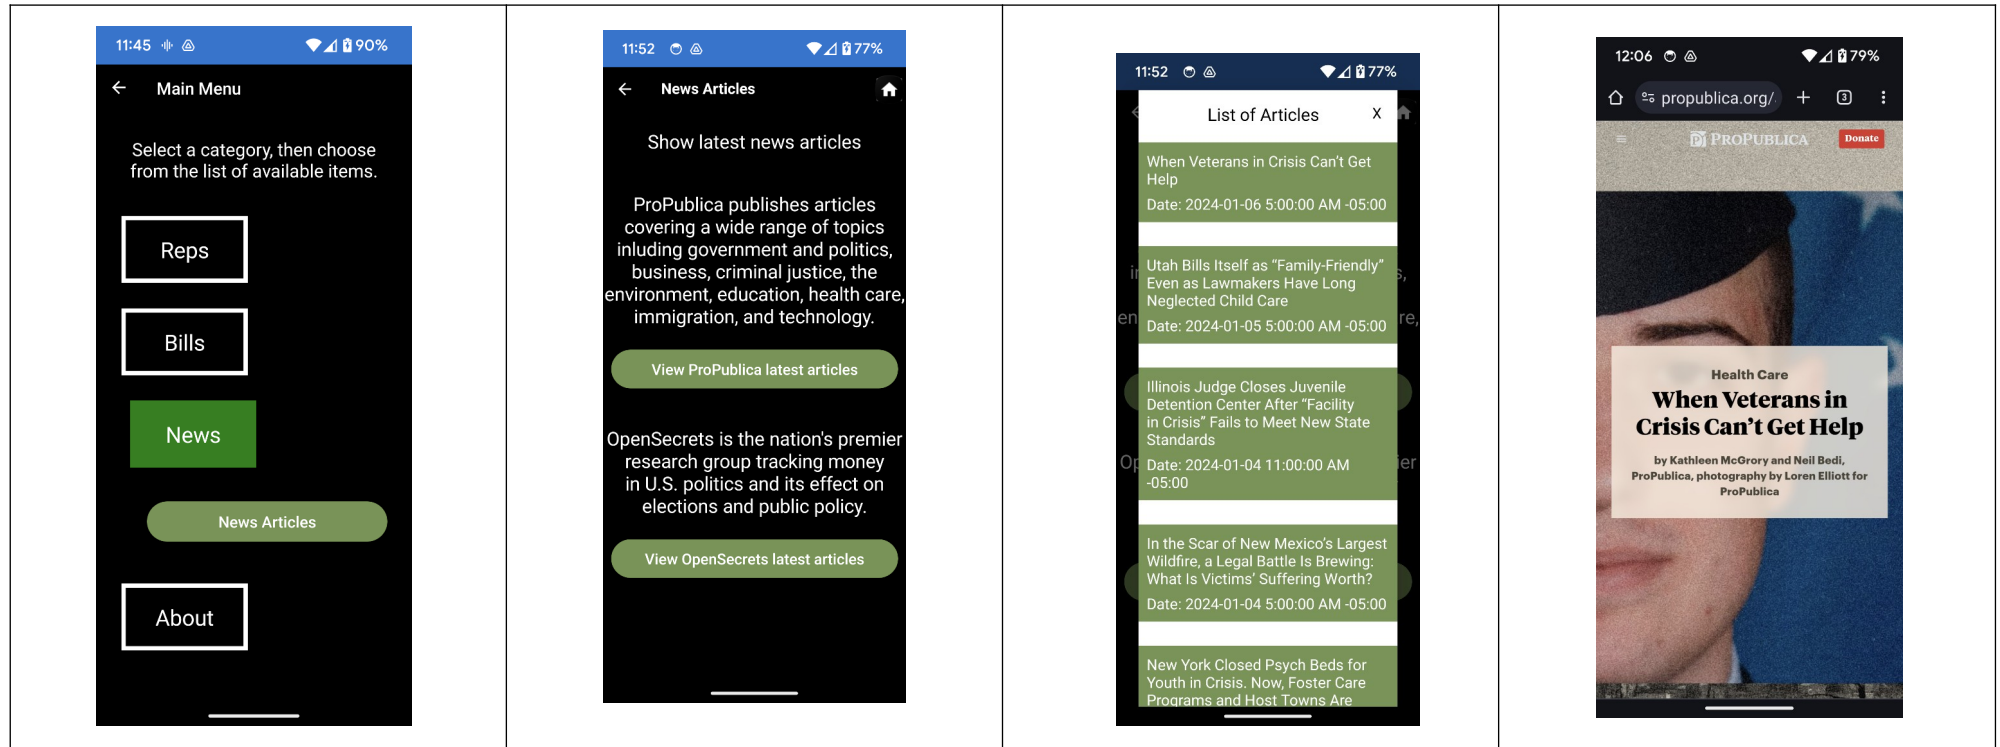 11:45 90%
Main Menu
Select a category, then choose
from the list of available items.
Reps
Bills
News
News Articles
About
11:52 77%
News Articles
Show latest news articles
ProPublica publishes articles
covering a wide range of topics
inluding government and politics,
business, criminal justice, the
environment, education, health care,
immigration, and technology.
View ProPublica latest articles
OpenSecrets is the nation's premier
research group tracking money
in U.S. politics and its effect on
elections and public policy.
View OpenSecrets latest articles
11:52 77%
List of Articles X
When Veterans in Crisis Can’t Get
Help
Date: 2024-01-06 5:00:00 AM -05:00
Utah Bills Itself as “Family-Friendly”
Even as Lawmakers Have Long
Neglected Child Care
Date: 2024-01-05 5:00:00 AM -05:00
Illinois Judge Closes Juvenile
Detention Center After “Facility
in Crisis” Fails to Meet New State
Standards
Date: 2024-01-04 11:00:00 AM
-05:00
In the Scar of New Mexico’s Largest
Wildfire, a Legal Battle Is Brewing:
What Is Victims’ Suffering Worth?
Date: 2024-01-04 5:00:00 AM -05:00
New York Closed Psych Beds for
Youth in Crisis. Now, Foster Care
Programs and Host Towns Are
12:06 79%
propublica.org/ 3
PROPUBLICA Donate
Health Care
When Veterans in
Crisis Can’t Get Help
by Kathleen McGrory and Neil Bedi,
ProPublica, photography by Loren Elliott for
ProPublica